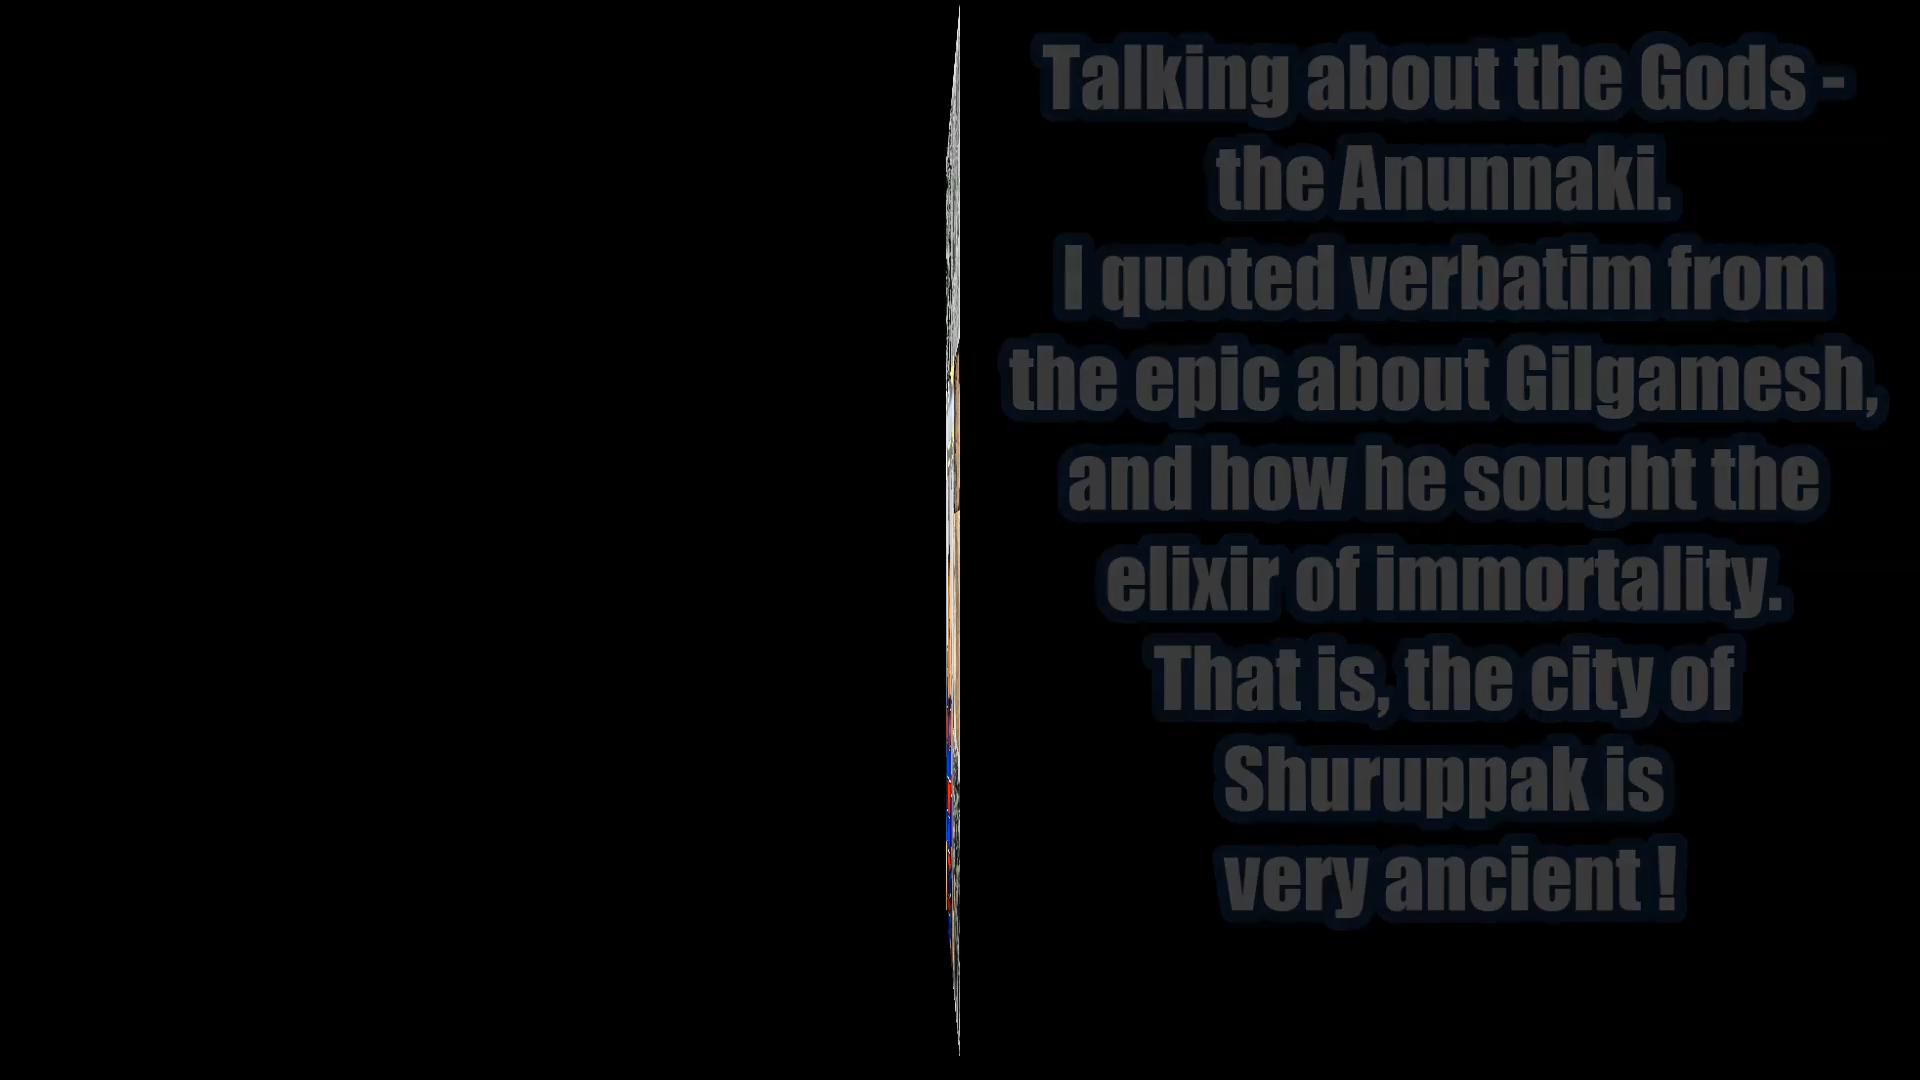 Talking about the Gods -
the Anunnaki.
I quoted verbatim from
the epic about Gilgamesh,
and how he sought the
elixir of immortality.
That is, the city of
Shuruppak is
very ancient !